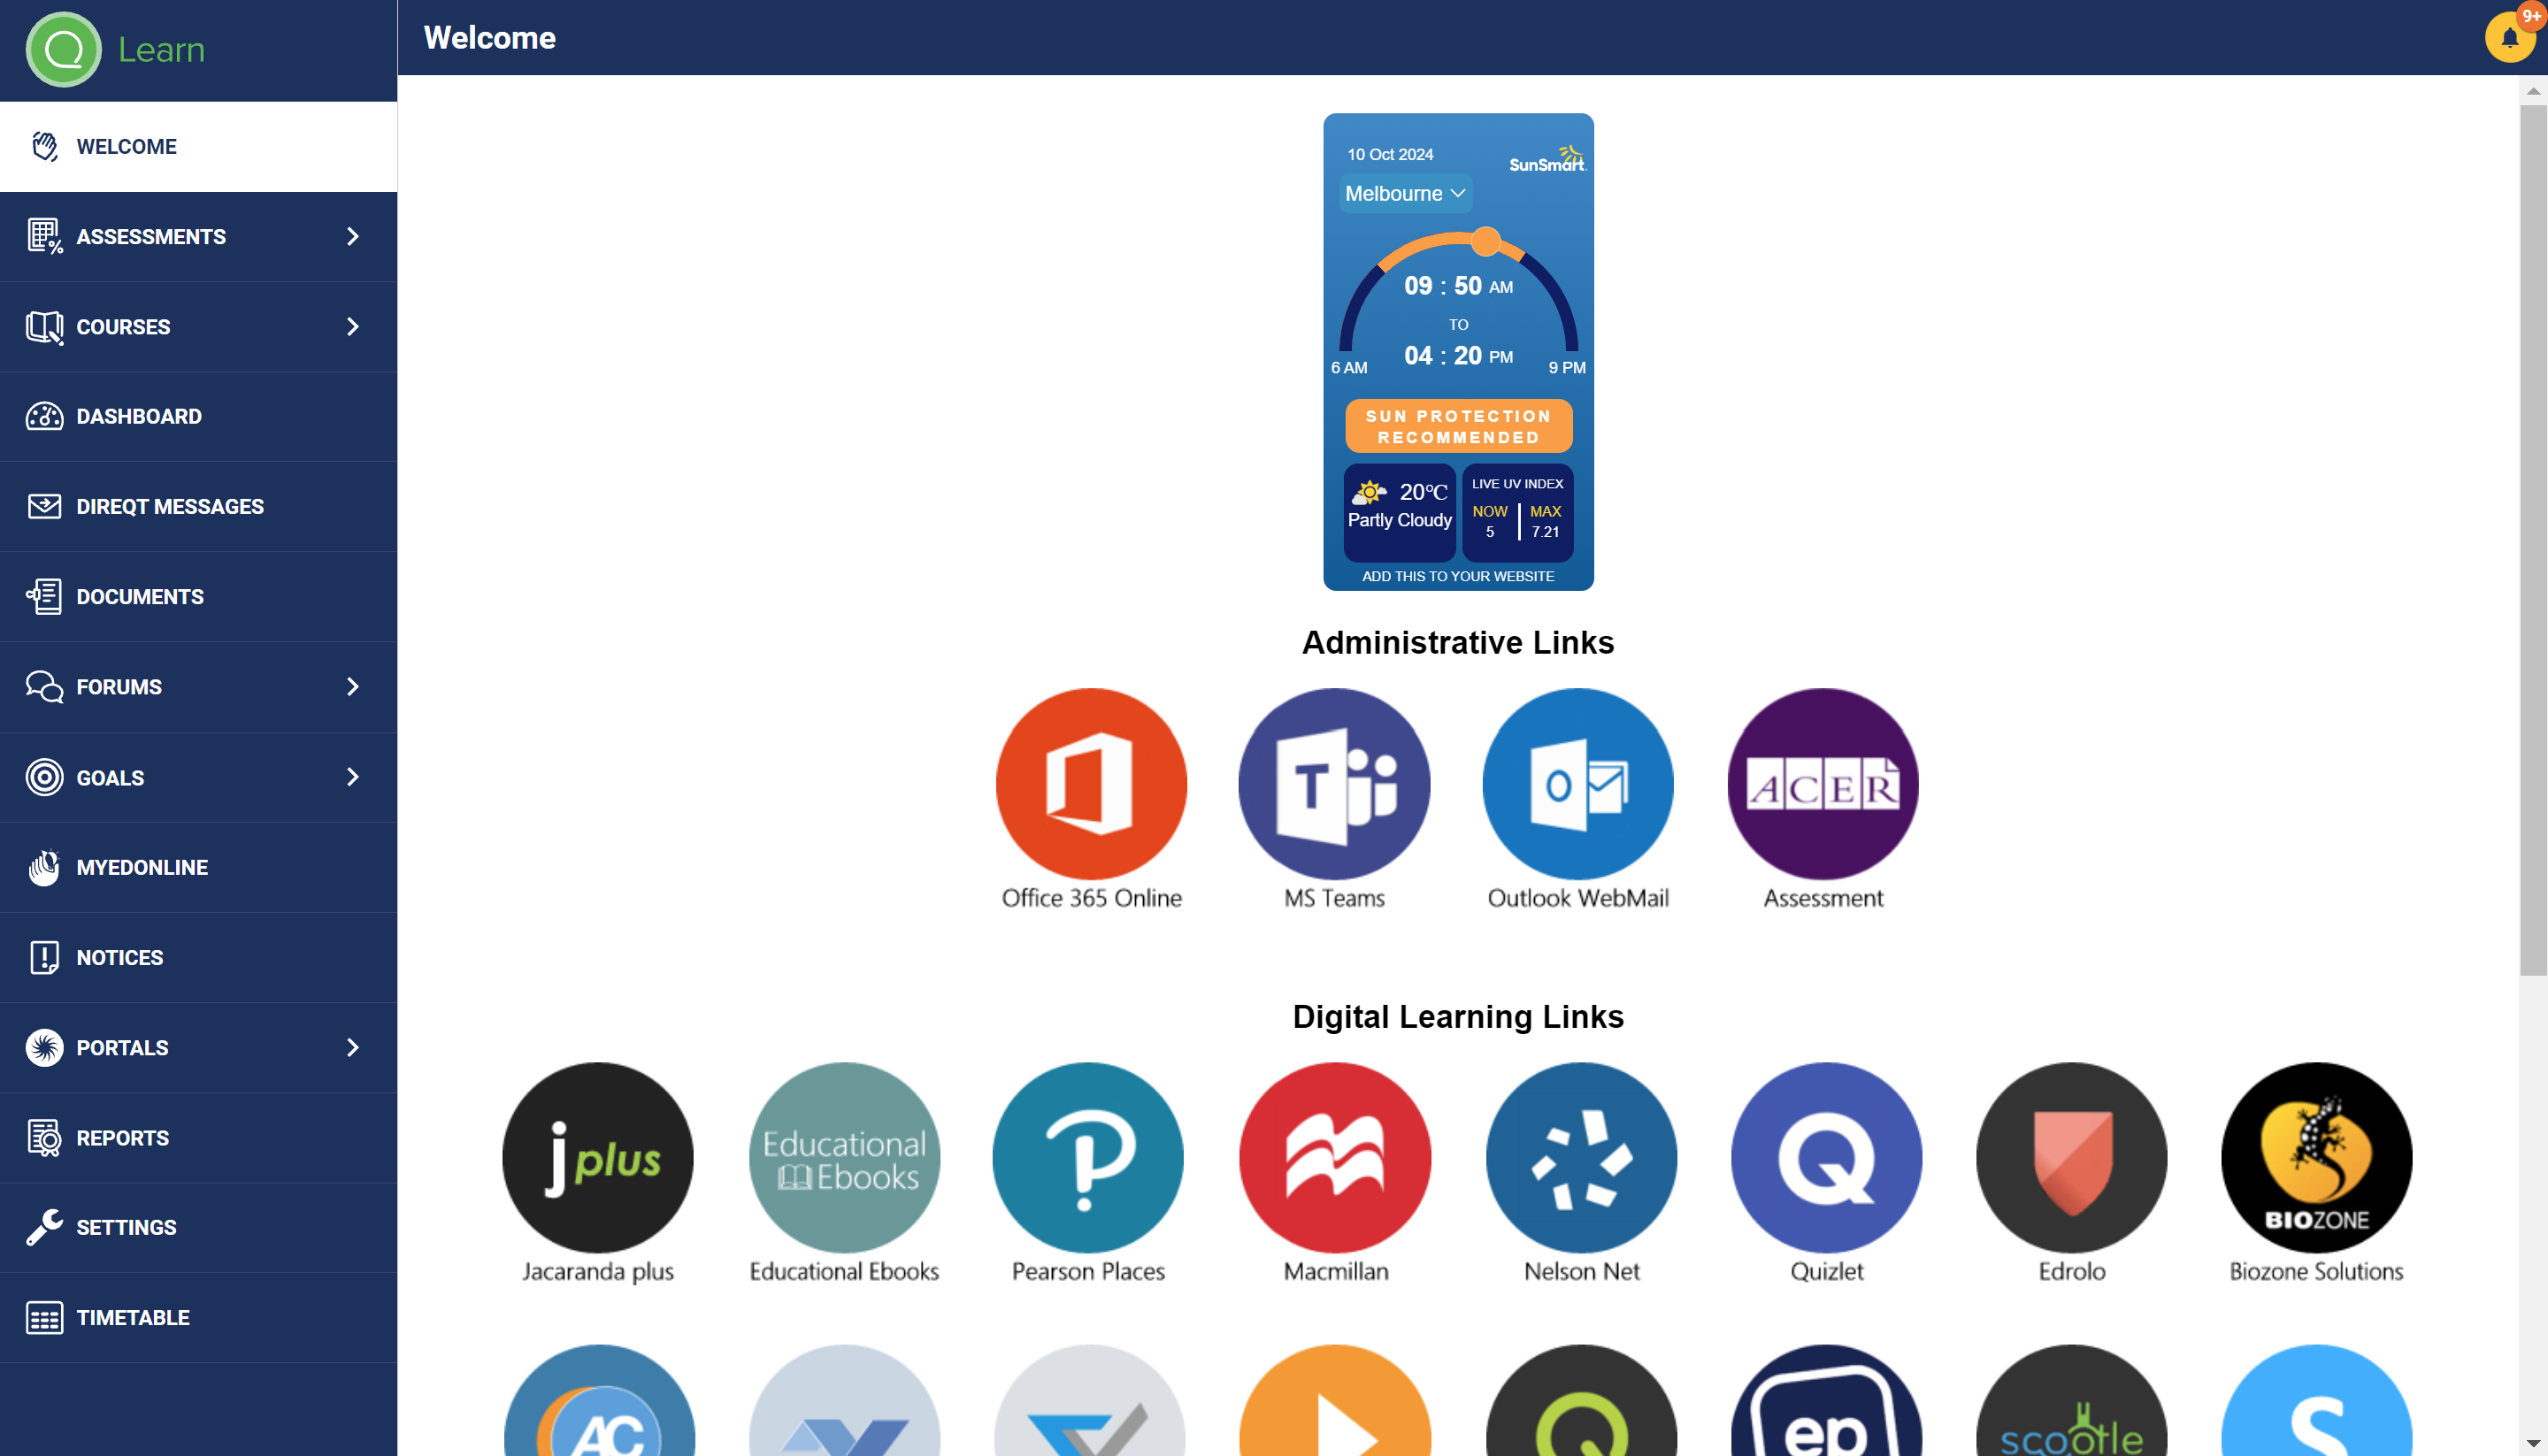 Learn
Welcome
9+
WELCOME
ASSESSMENTS
COURSES
DASHBOARD
DIREQT MESSAGES
DOCUMENTS
FORUMS
GOALS
MYEDONLINE
NOTICES
PORTALS
REPORTS
SETTINGS
TIMETABLE
10 Oct 2024
SunSmart
Melbourne
09 : 50 AM
TO
04 : 20 PM
6 AM
9 PM
SUN PROTECTION
RECOMMENDED
20°C
Partly Cloudy
LIVE UV INDEX
NOW MAX
5 7.21
ADD THIS TO YOUR WEBSITE
Administrative Links
T
O
ACER
Office 365 Online
MS Teams
Outlook WebMail
Assessment
Digital Learning Links
jplus
Educational
Ebooks
BIOZONE
Jacaranda plus
Educational Ebooks
Pearson Places
Macmillan
Nelson Net
Quizlet
Edrolo
Biozone Solutions
AC
ep
scootle
S